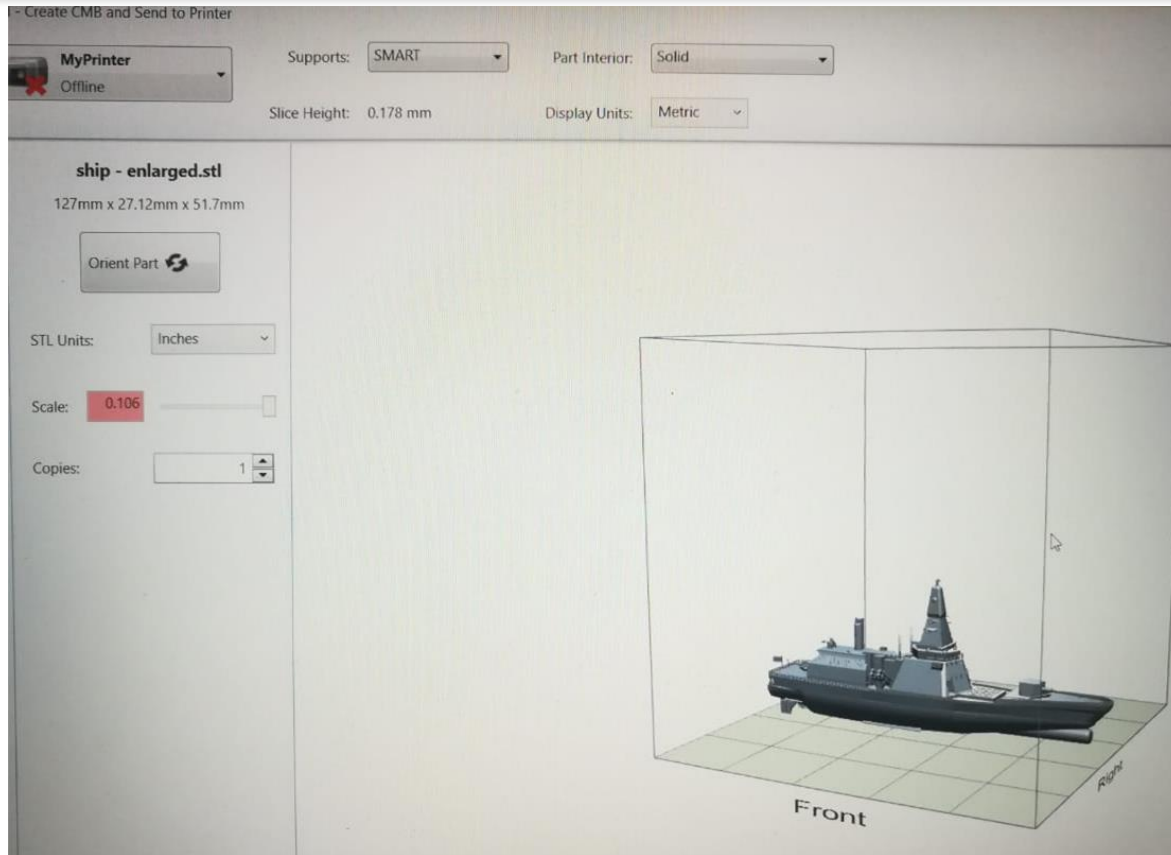 - Create CMB and Send to Printer
MyPrinter
Offline
Supports: SMART
Part Interior: Solid
Slice Height: 0.178 mm
Display Units: Metric
ship - enlarged.stl
127mm x 27.12mm x 51.7mm
Orient Part
STL Units: Inches
Scale: 0.106
Copies: 1
Front
Right